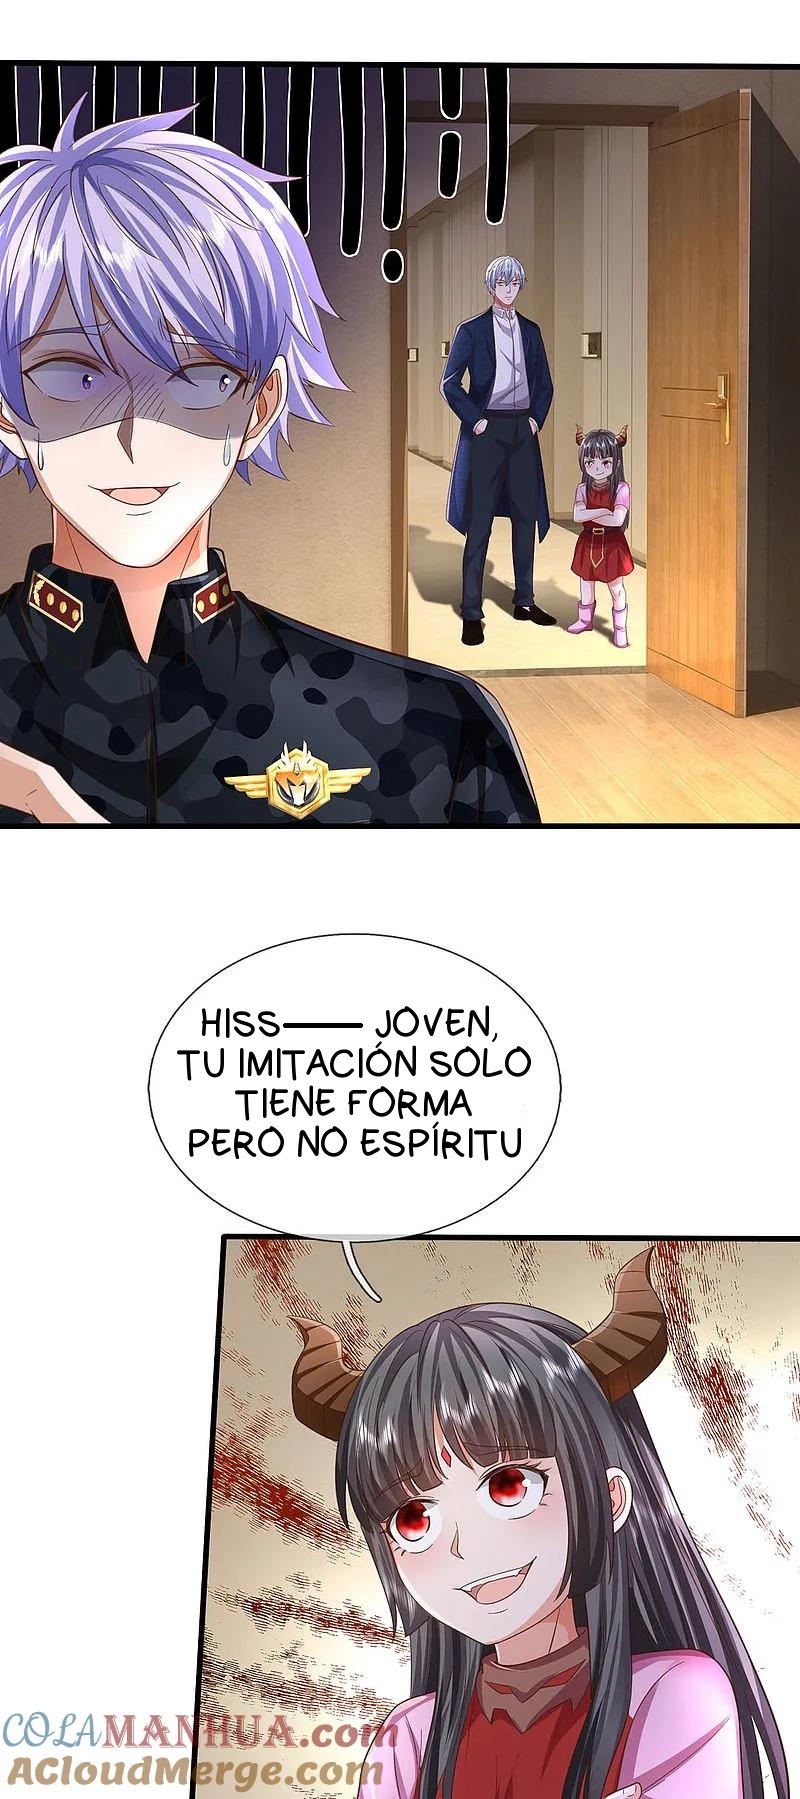 HISS—— JOVEN,
TU IMITACIÓN SOLO
TIENE FORMA
PERO NO ESPÍRITU
COLAMANHUA.com
AcloudMerge.com